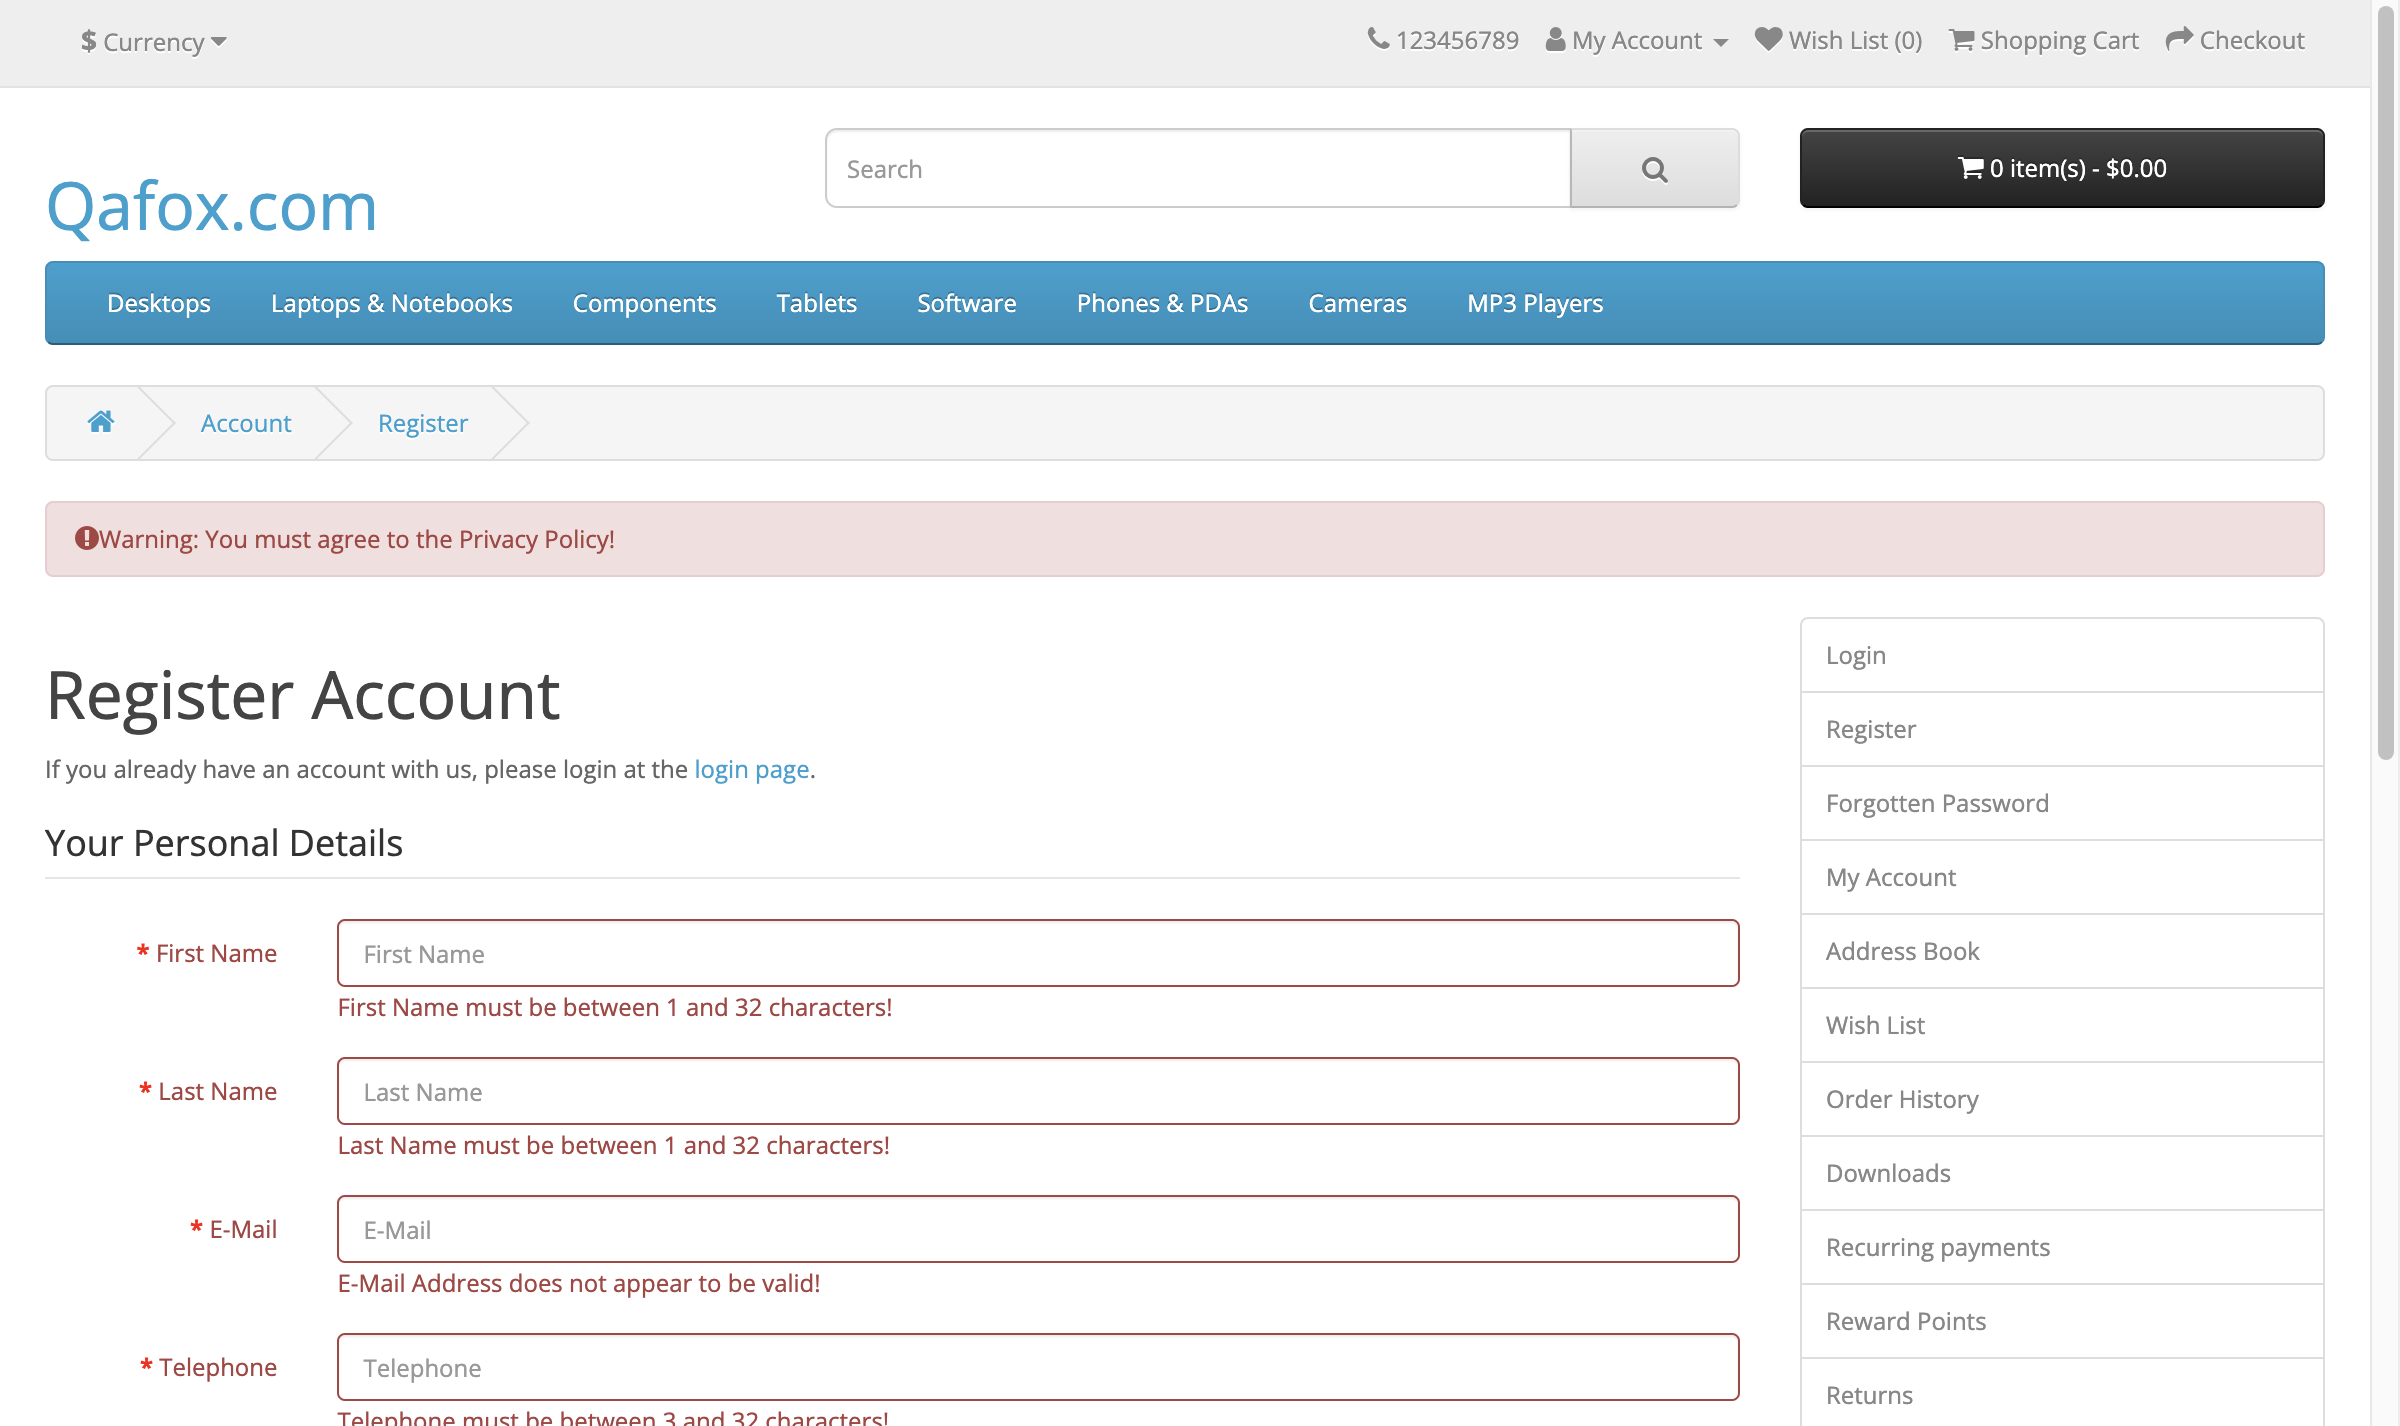 $ Currency
123456789 My Account Wish List (0) Shopping Cart Checkout
Search
0 item(s) - $0.00
Qafox.com
Desktops Laptops & Notebooks Components Tablets Software Phones & PDAs Cameras MP3 Players
Account Register
Warning: You must agree to the Privacy Policy!
Register Account
If you already have an account with us, please login at the login page.
Your Personal Details
* First Name
First Name
First Name must be between 1 and 32 characters!
* Last Name
Last Name
Last Name must be between 1 and 32 characters!
* E-Mail
E-Mail
E-Mail Address does not appear to be valid!
* Telephone
Telephone
Telephone must be between 3 and 32 characters!
Login
Register
Forgotten Password
My Account
Address Book
Wish List
Order History
Downloads
Recurring payments
Reward Points
Returns